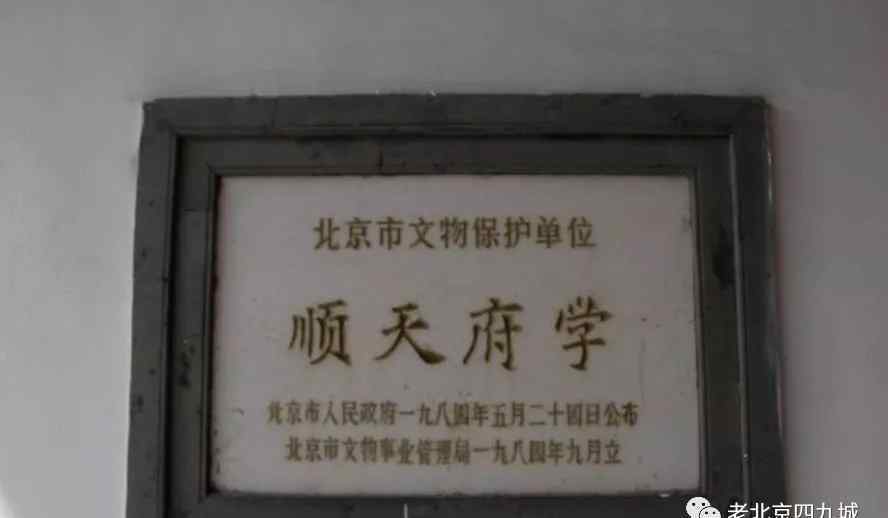 北京市文物保护单位
顺天府学
北京市人民政府一九八四年五月二十四日公布
北京市文物事业管理局一九八四年九月立
老北京四九城